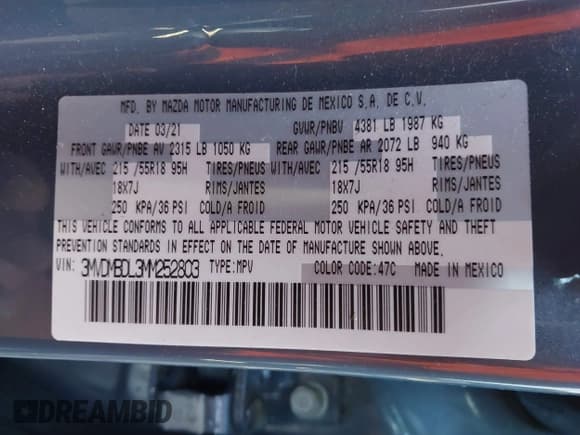 MFD. BY MAZDA MOTOR MANUFACTURING DE MEXICO S.A. DE C.V.
DATE 03/21 GVWR/PNBV 4381 LB 1987 KG
FRONT GAWR/PNBE AV 2315 LB 1050 KG REAR GAWR/PNBE AR 2072 LB 940 KG
WITH/AVEC 215 /55R18 95H TIRES/PNEUS WITH/AVEC 215 /55R18 95H TIRES/PNEUS
18X7J RIMS/JANTES 18X7J RIMS/JANTES
250 KPA/36 PSI COLD/A FROID 250 KPA/36 PSI COLD/A FROID
THIS VEHICLE CONFORMS TO ALL APPLICABLE FEDERAL MOTOR VEHICLE SAFETY AND THEFT
PREVENTION STANDARDS IN EFFECT ON THE DATE OF MANUFACTURE SHOWN ABOVE.
VIN: 3MVDMBDL3MM252803 TYPE:MPV COLOR CODE:47C MADE IN MEXICO
DREAMBID